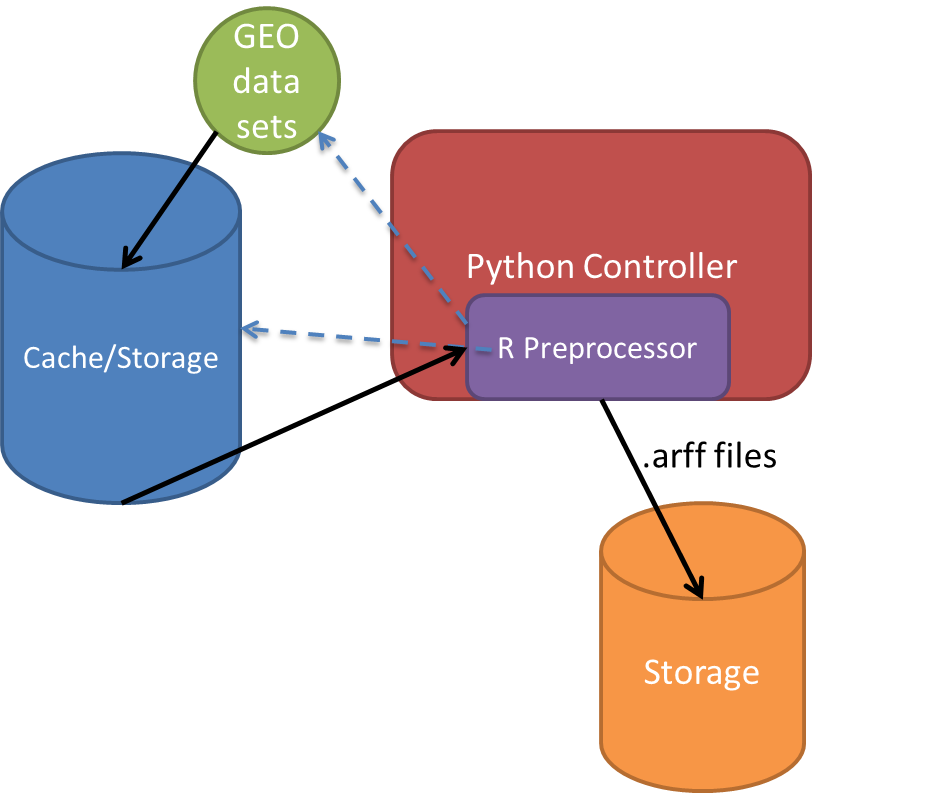 GEO
data
sets
Python Controller
R Preprocessor
Cache/Storage
.arff files
Storage